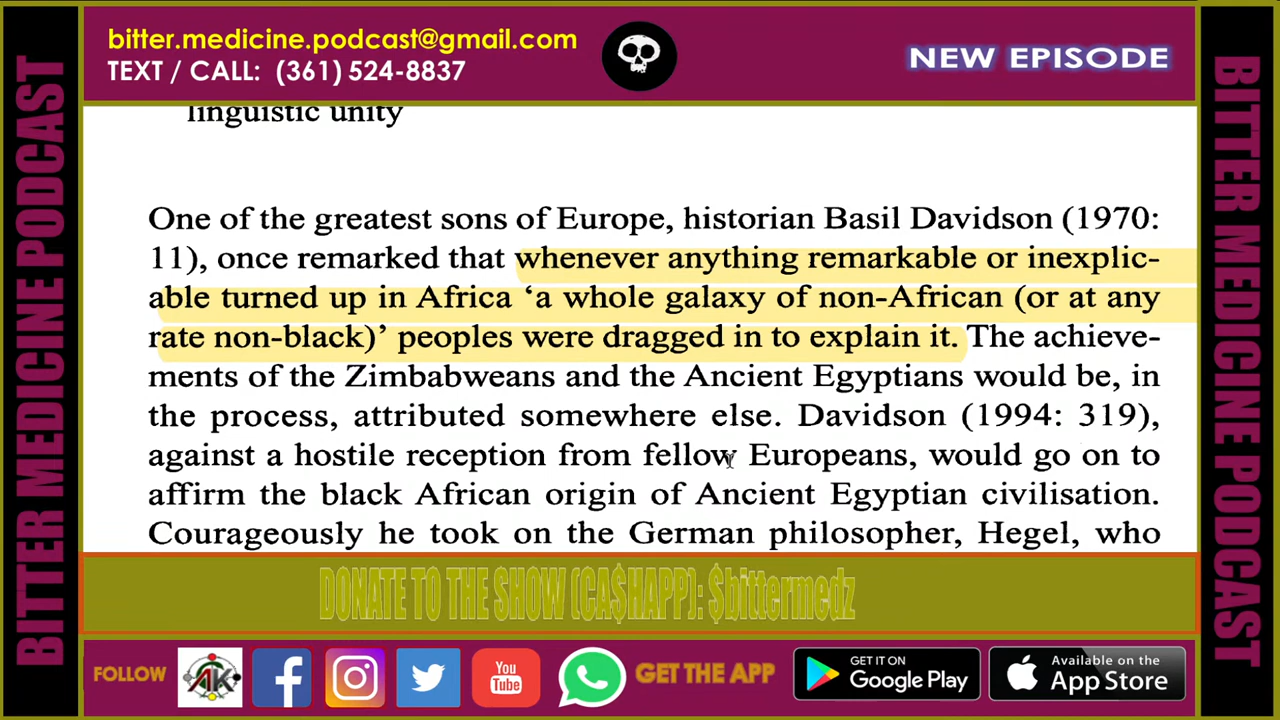 bitter.medicine.podcast@gmail.com
TEXT / CALL: (361) 524-8837
NEW EPISODE
BITTER MEDICINE PODCAST
linguistic unity
One of the greatest sons of Europe, historian Basil Davidson (1970:
11), once remarked that whenever anything remarkable or inexplic-
able turned up in Africa ‘a whole galaxy of non-African (or at any
rate non-black)’ peoples were dragged in to explain it. The achieve-
ments of the Zimbabweans and the Ancient Egyptians would be, in
the process, attributed somewhere else. Davidson (1994: 319),
against a hostile reception from fellow Europeans, would go on to
affirm the black African origin of Ancient Egyptian civilisation.
Courageously he took on the German philosopher, Hegel, who
BITTER MEDICINE PODCAST
DONATE TO THE SHOW (CA$HAPP): $bittermedz
FOLLOW
You
Tube
GET THE APP
GET IT ON
Google Play
Available on the
App Store